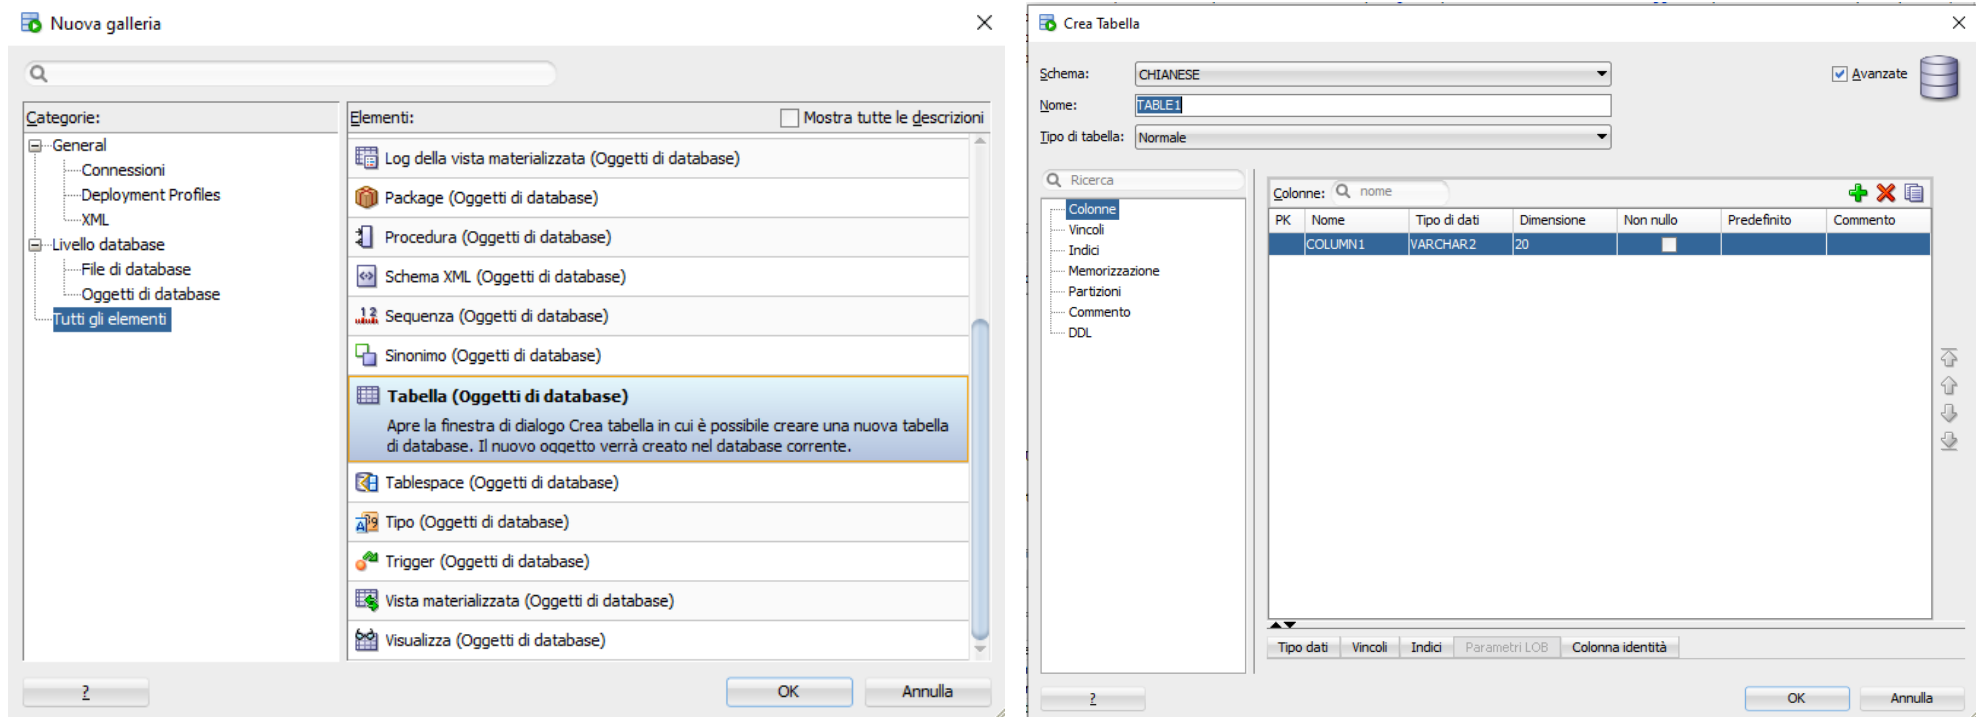 Nuova galleria
Categorie:
General
Connessioni
Deployment Profiles
XML
Livello database
File di database
Oggetti di database
Tutti gli elementi
Elementi:
Mostra tutte le descrizioni
Log della vista materializzata (Oggetti di database)
Package (Oggetti di database)
Procedura (Oggetti di database)
Schema XML (Oggetti di database)
Sequenza (Oggetti di database)
Sinonimo (Oggetti di database)
Tabella (Oggetti di database)
Apre la finestra di dialogo Crea tabella in cui è possibile creare una nuova tabella
di database. Il nuovo oggetto verrà creato nel database corrente.
Tablespace (Oggetti di database)
Tipo (Oggetti di database)
Trigger (Oggetti di database)
Vista materializzata (Oggetti di database)
Visualizza (Oggetti di database)
?
OK
Annulla
Crea Tabella
Schema:
CHIANESE
Avanzate
Nome:
TABLE1
Tipo di tabella:
Normale
Ricerca
Colonne
Vincoli
Indici
Memorizzazione
Partizioni
Commento
DDL
Colonne:
nome
PK Nome Tipo di dati Dimensione Non nullo Predefinito Commento
COLUMN1 VARCHAR2 20
Tipo dati Vincoli Indici Parametri LOB Colonna identità
?
OK
Annulla